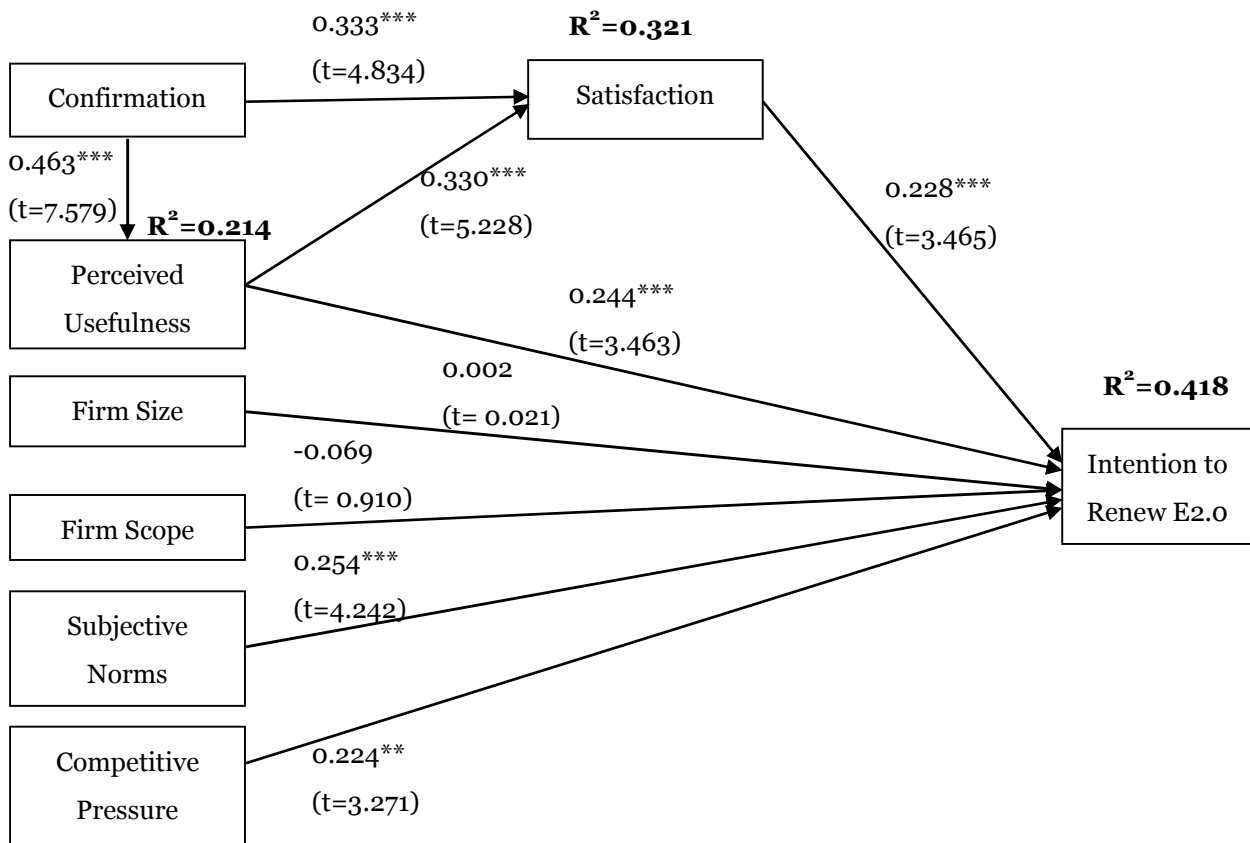 0.333***
(t=4.834)
R²=0.321
Confirmation
Satisfaction
0.463***
(t=7.579)
0.330***
(t=5.228)
0.228***
(t=3.465)
R²=0.214
Perceived
Usefulness
0.244***
(t=3.463)
Firm Size
0.002
(t= 0.021)
R²=0.418
-0.069
(t= 0.910)
Intention to
Renew E2.0
Firm Scope
0.254***
(t=4.242)
Subjective
Norms
Competitive
Pressure
0.224**
(t=3.271)